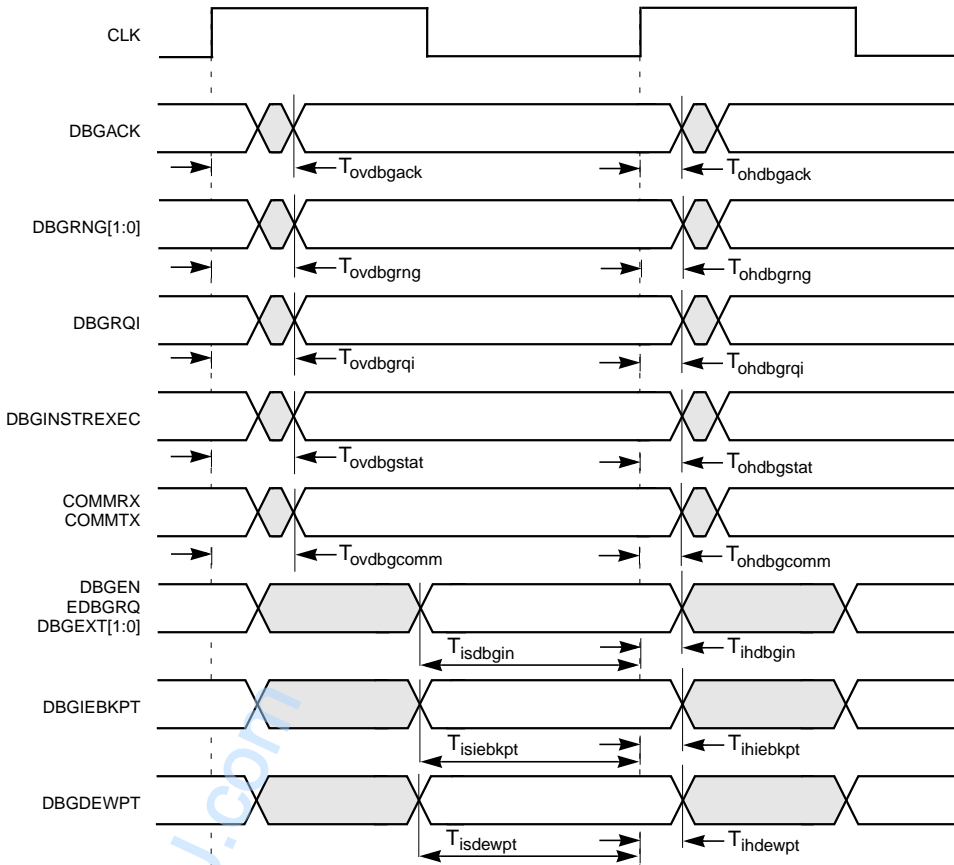 CLK
DBGACK
Tovdbgack
Tohdbgack
DBGRNG[1:0]
Tovdbgrng
Tohdbgrng
DBGRQI
Tovdbgrqi
Tohdbgrqi
DBGINSTREXEC
Tovdbgstat
Tohdbgstat
COMMRX
COMMTX
Tovdbgcomm
Tohdbgcomm
DBGEN
EDBGRQ
DBGEXT[1:0]
Tisdbgin
Tihdbgin
DBGIEBKPT
Tisiebkpt
Tihiebkpt
DBGDEWPT
Tisdewpt
Tihdewpt
.com